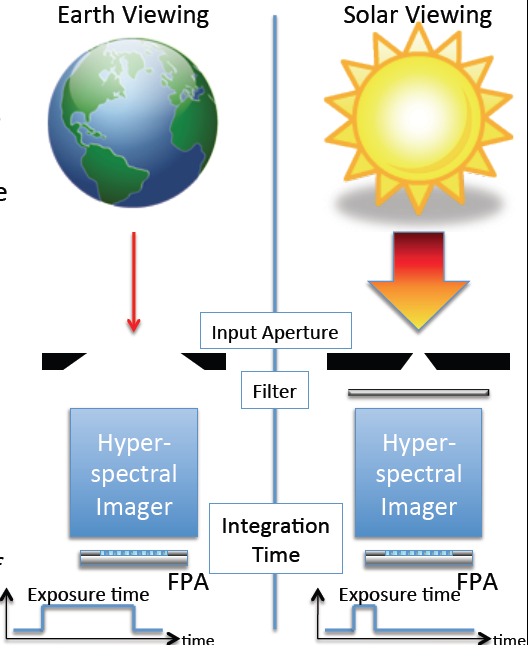 Earth Viewing
Solar Viewing
e
Input Aperture
Filter
Hyper-
spectral
Imager
Hyper-
spectral
Imager
Integration
Time
FPA
FPA
Exposure time
time
Exposure time
time